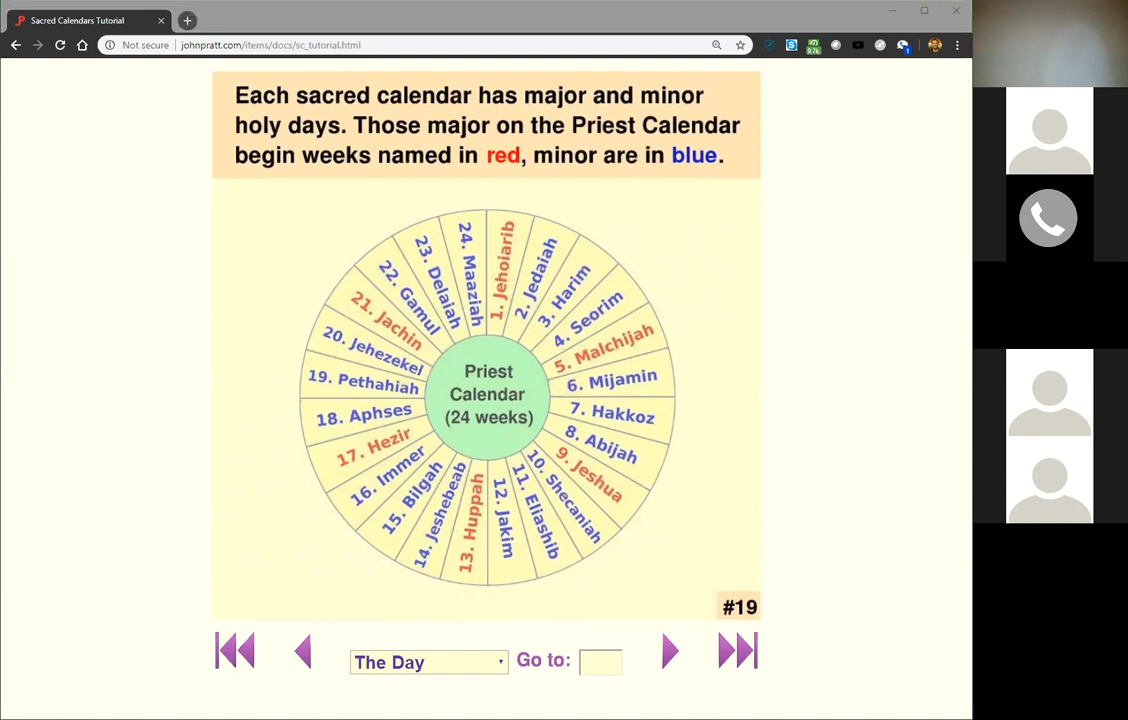 Sacred Calendars Tutorial
Not secure
johnpratt.com/items/docs/sc_tutorial.html
9.7k
1
Each sacred calendar has major and minor
holy days. Those major on the Priest Calendar
begin weeks named in red, minor are in blue.
1. Jehoiarib
2. Jedaiah
3. Harim
4. Seorim
5. Malchijah
6. Mijamin
7. Hakkoz
8. Abijah
9. Jeshua
10. Shecaniah
11. Eliashib
12. Jakim
13. Huppah
14. Jeshebeab
15. Bilgah
16. Immer
17. Hezir
18. Aphses
19. Pethahiah
20. Jehezekel
21. Jachin
22. Gamul
23. Delaiah
24. Maaziah
Priest
Calendar
(24 weeks)
#19
The Day
Go to: